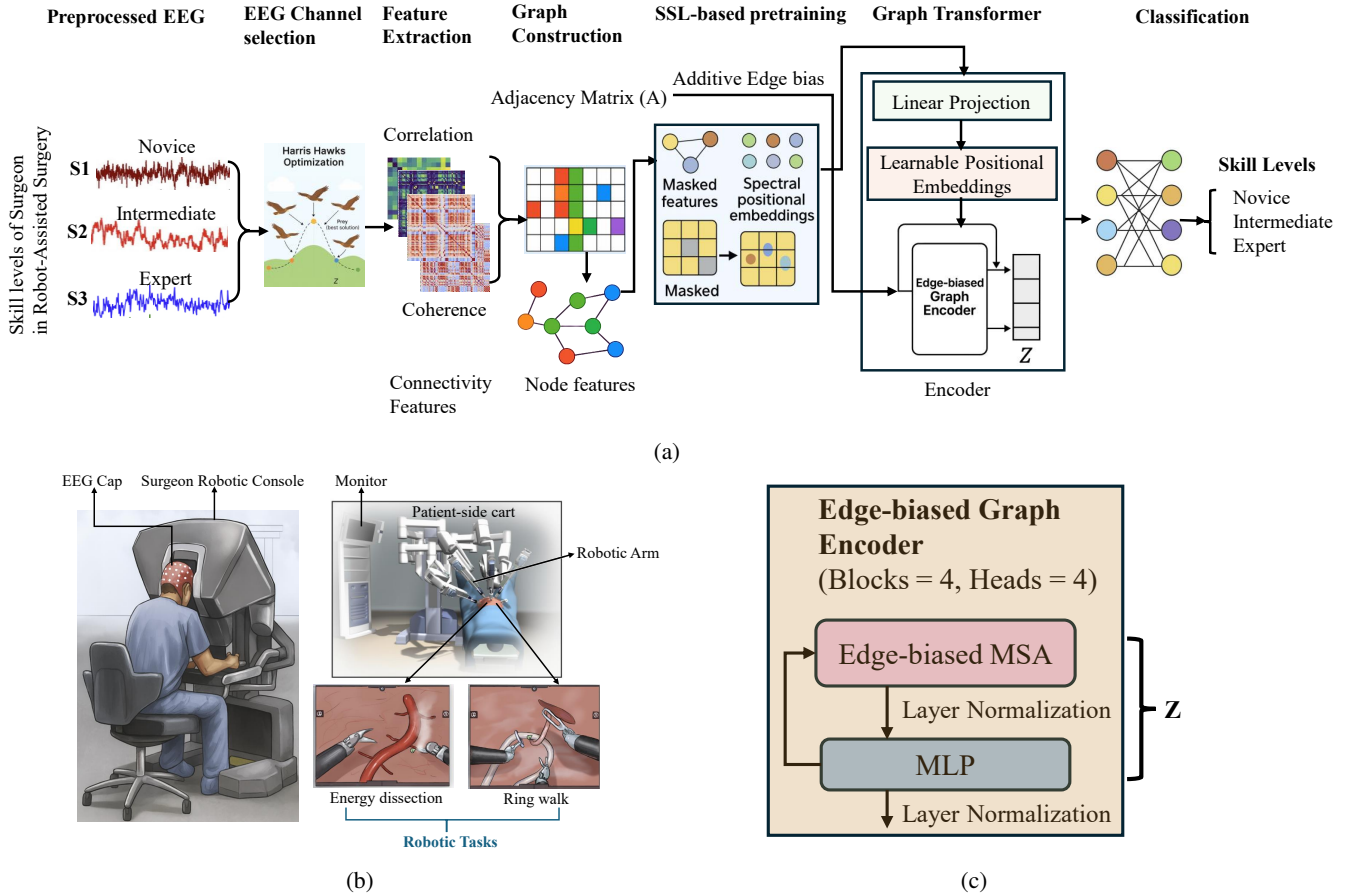 Preprocessed EEG
EEG Channel
selection
Feature
Extraction
Graph
Construction
SSL-based pretraining
Graph Transformer
Classification
Skill levels of Surgeon
in Robot-Assisted Surgery
S1
Novice
S2
Intermediate
S3
Expert
Harris Hawks
Optimization
Prey
(best solution)
Z
Correlation
Coherence
Connectivity
Features
Adjacency Matrix (A)
Additive Edge bias
Node features
Masked
features
Spectral
positional
embeddings
Masked
Linear Projection
Learnable Positional
Embeddings
Edge-biased
Graph
Encoder
Z
Encoder
Skill Levels
Novice
Intermediate
Expert
(a)
EEG Cap
Surgeon Robotic Console
Monitor
Patient-side cart
Robotic Arm
Energy dissection
Ring walk
Robotic Tasks
(b)
Edge-biased Graph
Encoder
(Blocks = 4, Heads = 4)
Edge-biased MSA
Layer Normalization
MLP
Layer Normalization
Z
(c)